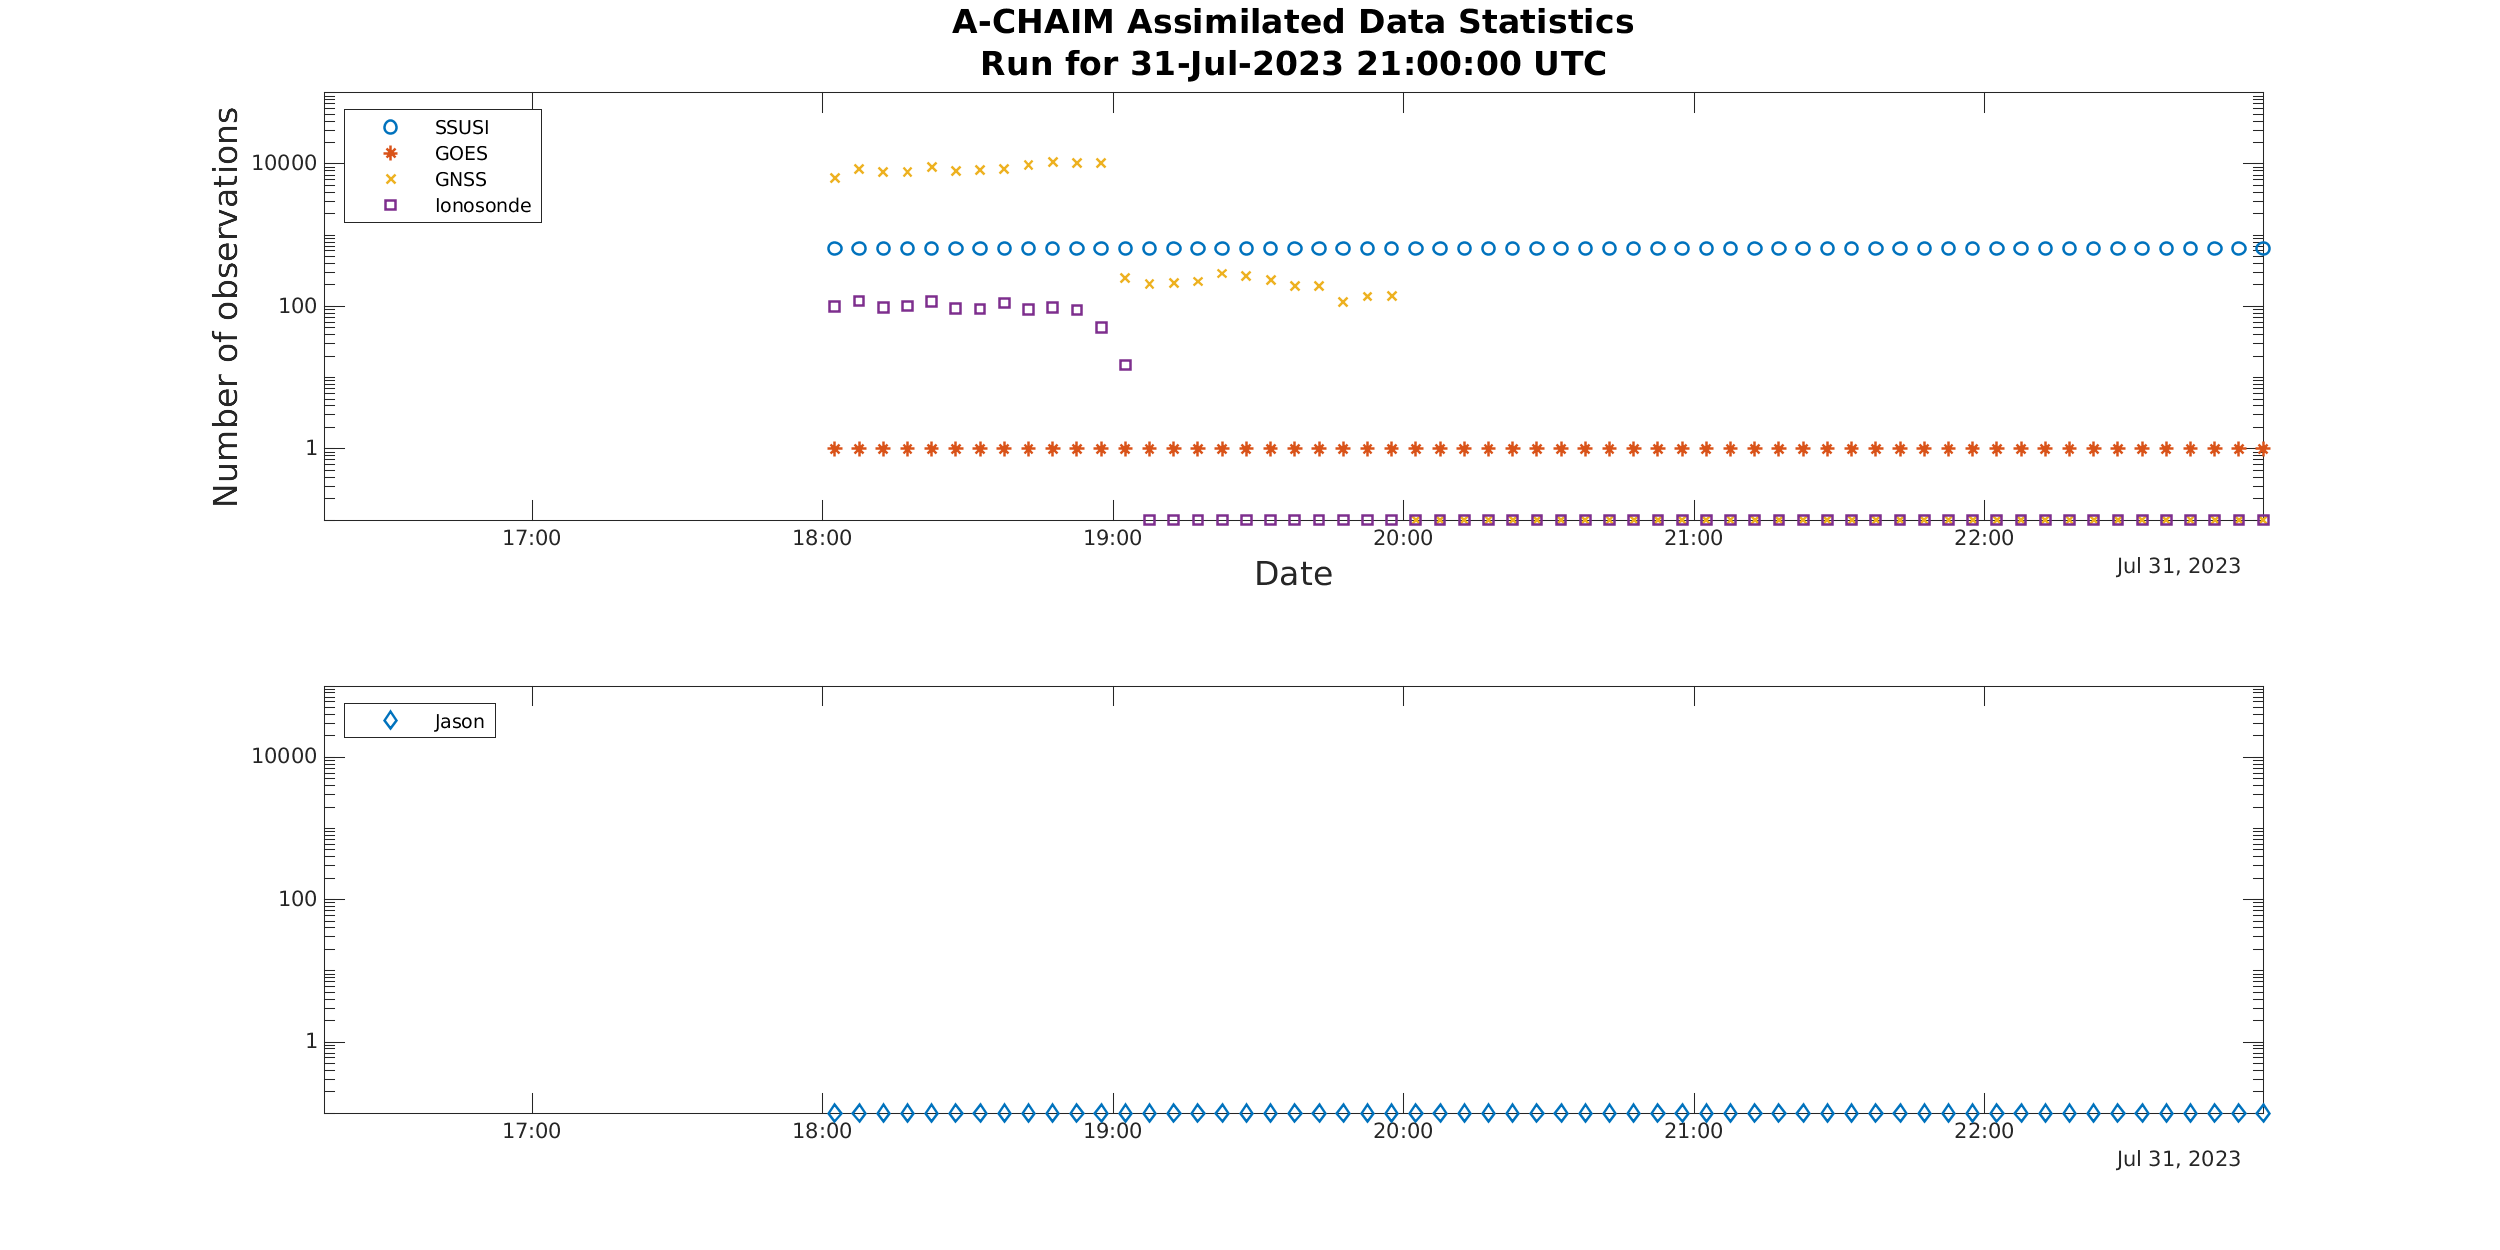 A-CHAIM Assimilated Data Statistics
Run for 31-Jul-2023 21:00:00 UTC
Number of observations
10000
100
1
SSUSI
GOES
GNSS
Ionosonde
17:00 18:00 19:00 20:00 21:00 22:00
Jul 31, 2023
Date
10000
100
1
Jason
17:00 18:00 19:00 20:00 21:00 22:00
Jul 31, 2023